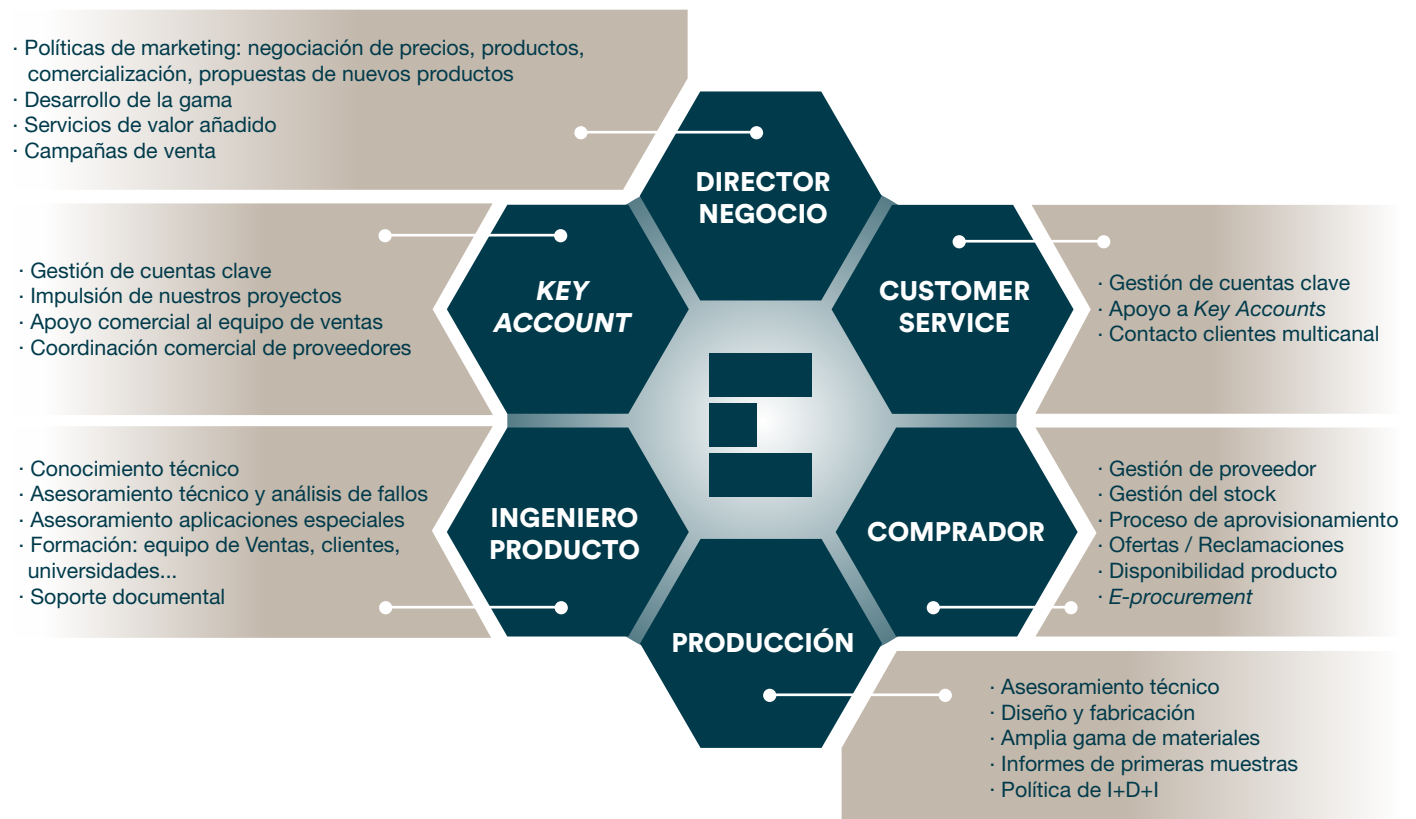 · Políticas de marketing: negociación de precios, productos,
comercialización, propuestas de nuevos productos
· Desarrollo de la gama
· Servicios de valor añadido
· Campañas de venta
DIRECTOR
NEGOCIO
· Gestión de cuentas clave
· Impulsión de nuestros proyectos
· Apoyo comercial al equipo de ventas
· Coordinación comercial de proveedores
KEY
ACCOUNT
CUSTOMER
SERVICE
· Gestión de cuentas clave
· Apoyo a Key Accounts
· Contacto clientes multicanal
· Conocimiento técnico
· Asesoramiento técnico y análisis de fallos
· Asesoramiento aplicaciones especiales
· Formación: equipo de Ventas, clientes,
universidades...
· Soporte documental
INGENIERO
PRODUCTO
COMPRADOR
· Gestión de proveedor
· Gestión del stock
· Proceso de aprovisionamiento
· Ofertas / Reclamaciones
· Disponibilidad producto
· E-procurement
PRODUCCIÓN
· Asesoramiento técnico
· Diseño y fabricación
· Amplia gama de materiales
· Informes de primeras muestras
· Política de I+D+I